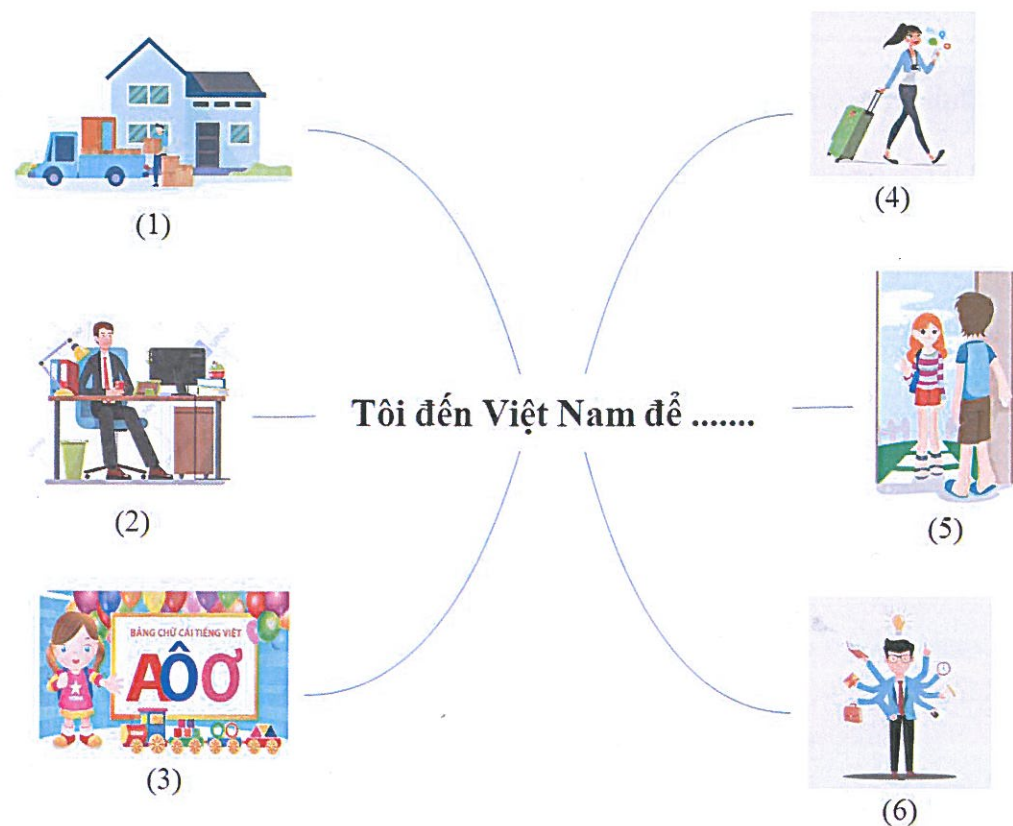 (1)
(4)
(2)
Tôi đến Việt Nam để .......
(5)
BẢNG CHỮ CÁI TIẾNG VIỆT
AÔƠ
(3)
(6)